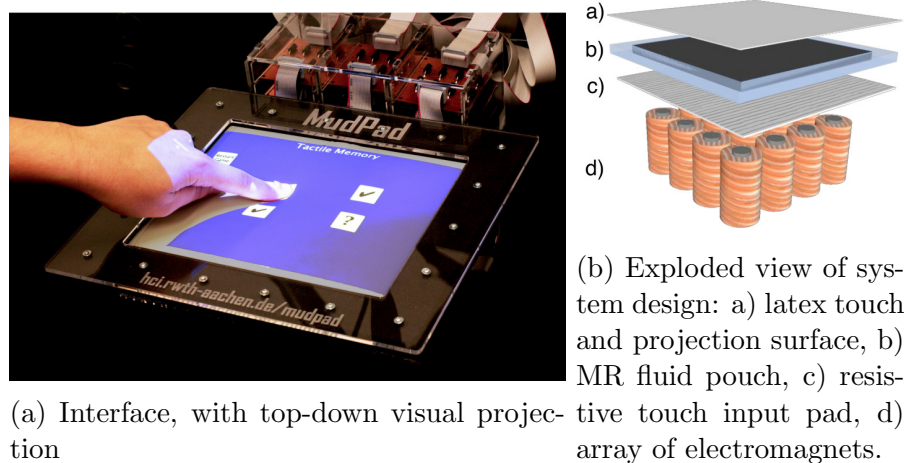 MudPad
Tactile Memory
?
hci.rwth-aachen.de/mudpad
(a) Interface, with top-down visual projec-
tion
a)
b)
c)
d)
(b) Exploded view of sys-
tem design: a) latex touch
and projection surface, b)
MR fluid pouch, c) resis-
tive touch input pad, d)
array of electromagnets.